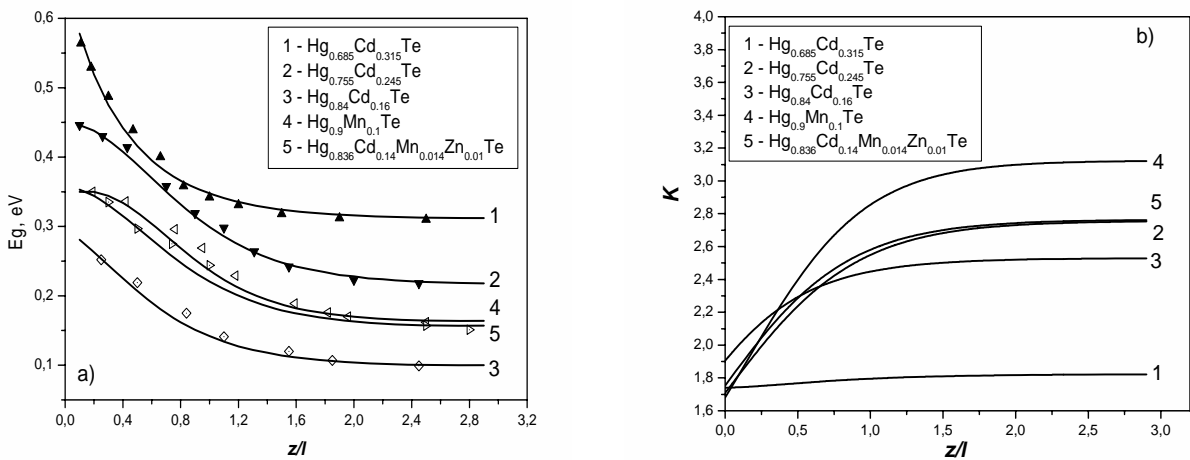 0,6
0,5
0,4
0,3
0,2
0,1
Eg, eV
1 - Hg0.685Cd0.315Te
2 - Hg0.755Cd0.245Te
3 - Hg0.84Cd0.16Te
4 - Hg0.9Mn0.1Te
5 - Hg0.836Cd0.14Mn0.014Zn0.01Te
1
2
4
5
3
a)
0,0 0,4 0,8 1,2 1,6 2,0 2,4 2,8 3,2
z/l
4,0
3,8
3,6
3,4
3,2
3,0
2,8
2,6
2,4
2,2
2,0
1,8
1,6
K
b)
1 - Hg0.685Cd0.315Te
2 - Hg0.755Cd0.245Te
3 - Hg0.84Cd0.16Te
4 - Hg0.9Mn0.1Te
5 - Hg0.836Cd0.14Mn0.014Zn0.01Te
4
5
2
3
1
0,0 0,5 1,0 1,5 2,0 2,5 3,0
z/l